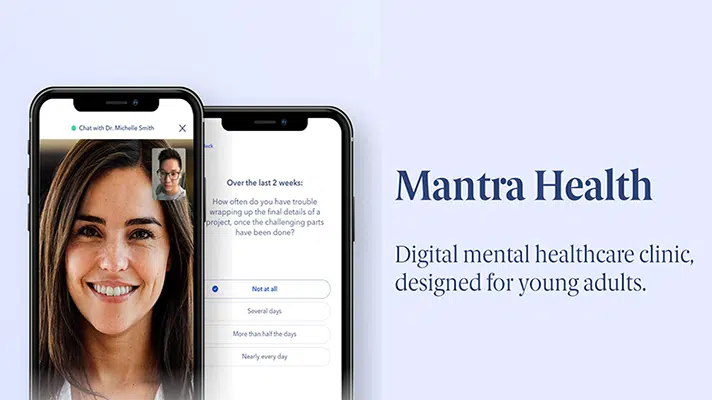 Chat with Dr. Michelle Smith
Over the last 2 weeks:
How often do you have trouble
wrapping up the final details of a
project, once the challenging parts
have been done?
Not at all
Several days
More than half the days
Nearly every day
Mantra Health
Digital mental healthcare clinic,
designed for young adults.